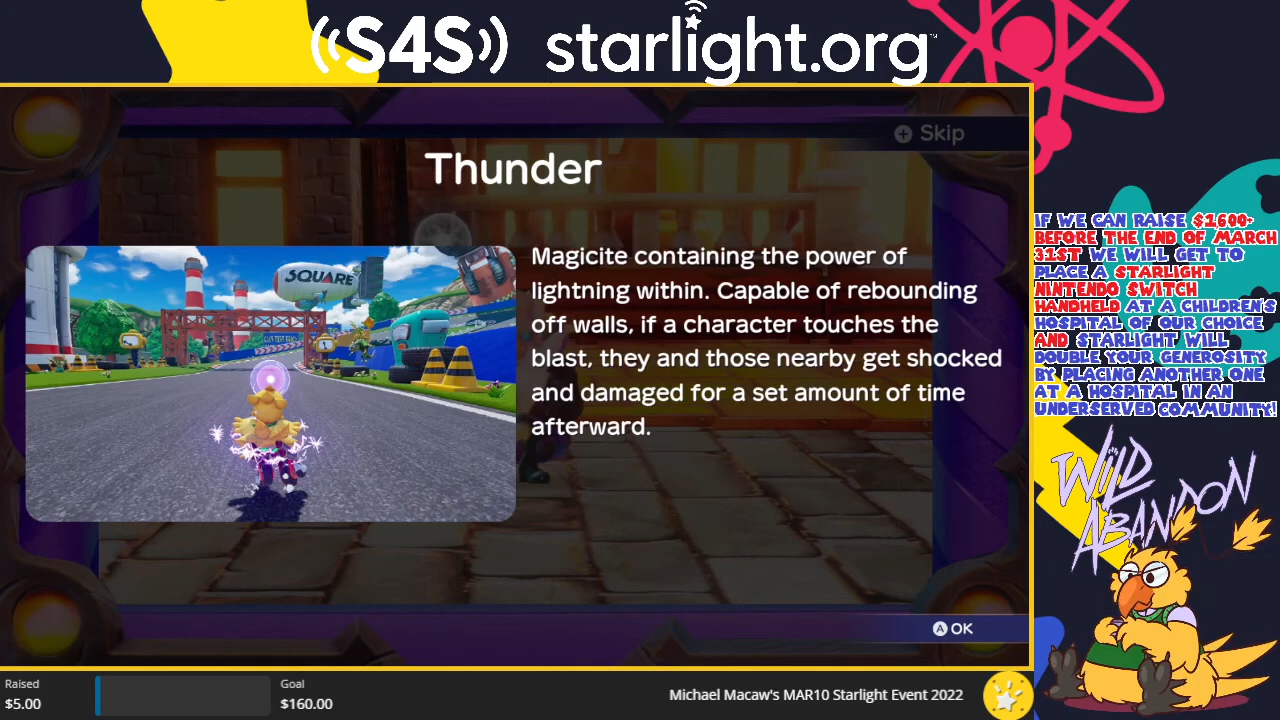 ((S4S)) starlight.org™
+ Skip
Thunder
Magicite containing the power of
lightning within. Capable of rebounding
off walls, if a character touches the
blast, they and those nearby get shocked
and damaged for a set amount of time
afterward.
SQUARE
A OK
IF WE CAN RAISE $1600+
BEFORE THE END OF MARCH
31ST WE WILL GET TO
PLACE A STARLIGHT
NINTENDO SWITCH
HANDHELD AT A CHILDREN'S
HOSPITAL OF OUR CHOICE
AND STARLIGHT WILL
DOUBLE YOUR GENEROSITY
BY PLACING ANOTHER ONE
AT A HOSPITAL IN AN
UNDERSERVED COMMUNITY!
WILD
ABANDON
Raised
$5.00
Goal
$160.00
Michael Macaw's MAR10 Starlight Event 2022